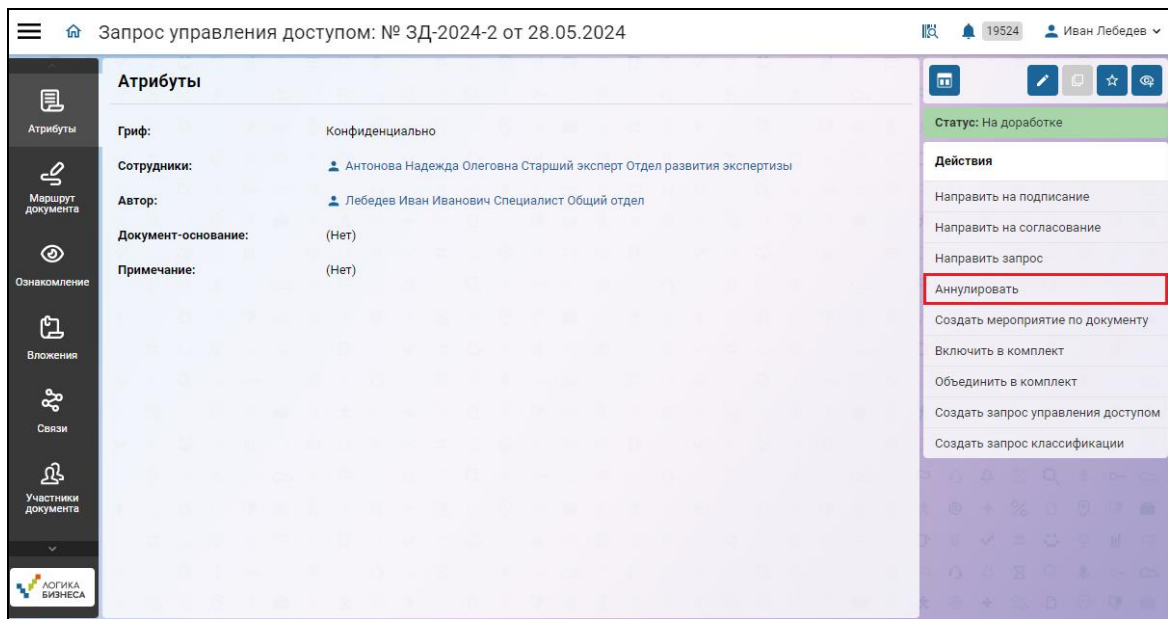 Запрос управления доступом: № ЗД-2024-2 от 28.05.2024
19524
Иван Лебедев
Атрибуты
Маршрут
документа
Ознакомление
Вложения
Связи
Участники
документа
ЛОГИКА
БИЗНЕСА
Атрибуты
Гриф: Конфиденциально
Сотрудники: Антонова Надежда Олеговна Старший эксперт Отдел развития экспертизы
Автор: Лебедев Иван Иванович Специалист Общий отдел
Документ-основание: (Нет)
Примечание: (Нет)
Статус: На доработке
Действия
Направить на подписание
Направить на согласование
Направить запрос
Аннулировать
Создать мероприятие по документу
Включить в комплект
Объединить в комплект
Создать запрос управления доступом
Создать запрос классификации